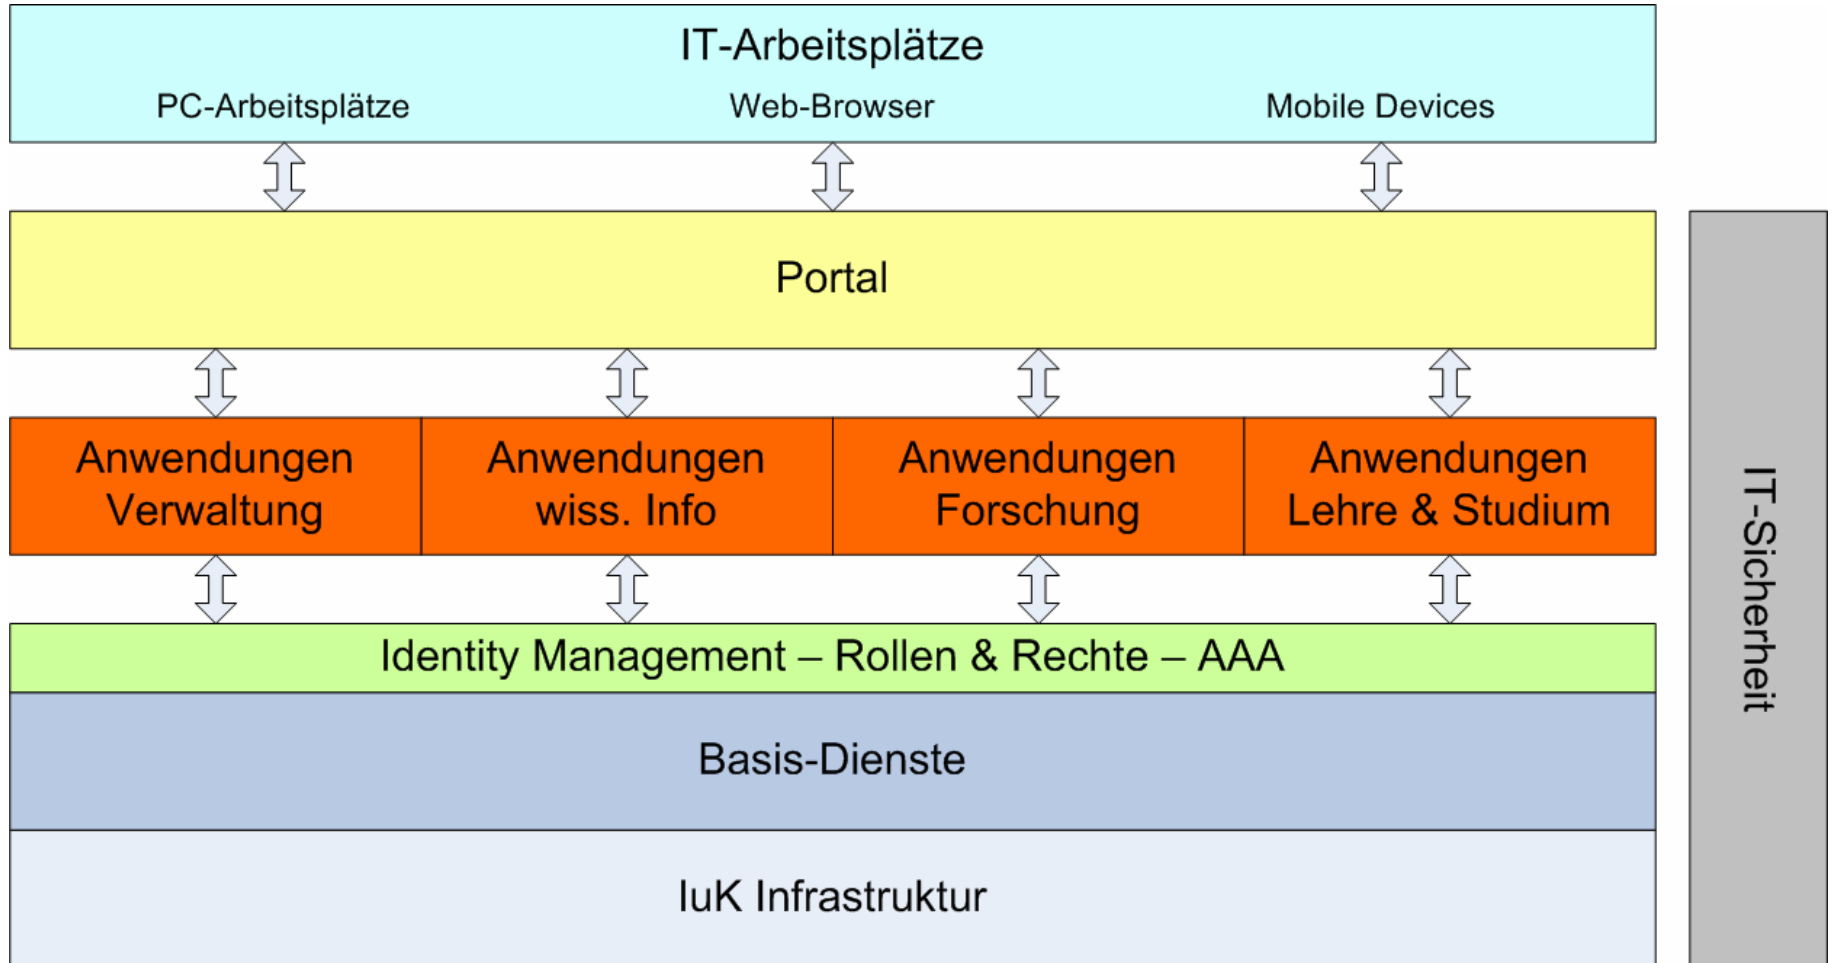 IT-Arbeitsplätze
PC-Arbeitsplätze
Web-Browser
Mobile Devices
Portal
Anwendungen
Verwaltung
Anwendungen
wiss. Info
Anwendungen
Forschung
Anwendungen
Lehre & Studium
Identity Management – Rollen & Rechte – AAA
Basis-Dienste
IuK Infrastruktur
IT-Sicherheit